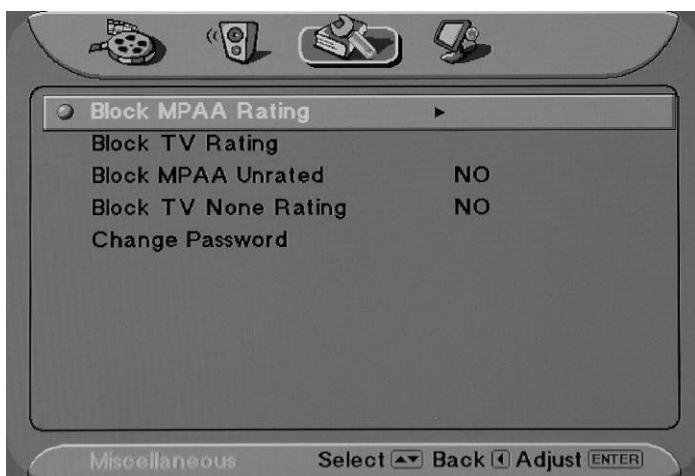 Block MPAA Rating
Block TV Rating
Block MPAA Unrated NO
Block TV None Rating NO
Change Password
Miscellaneous Select Back Adjust ENTER